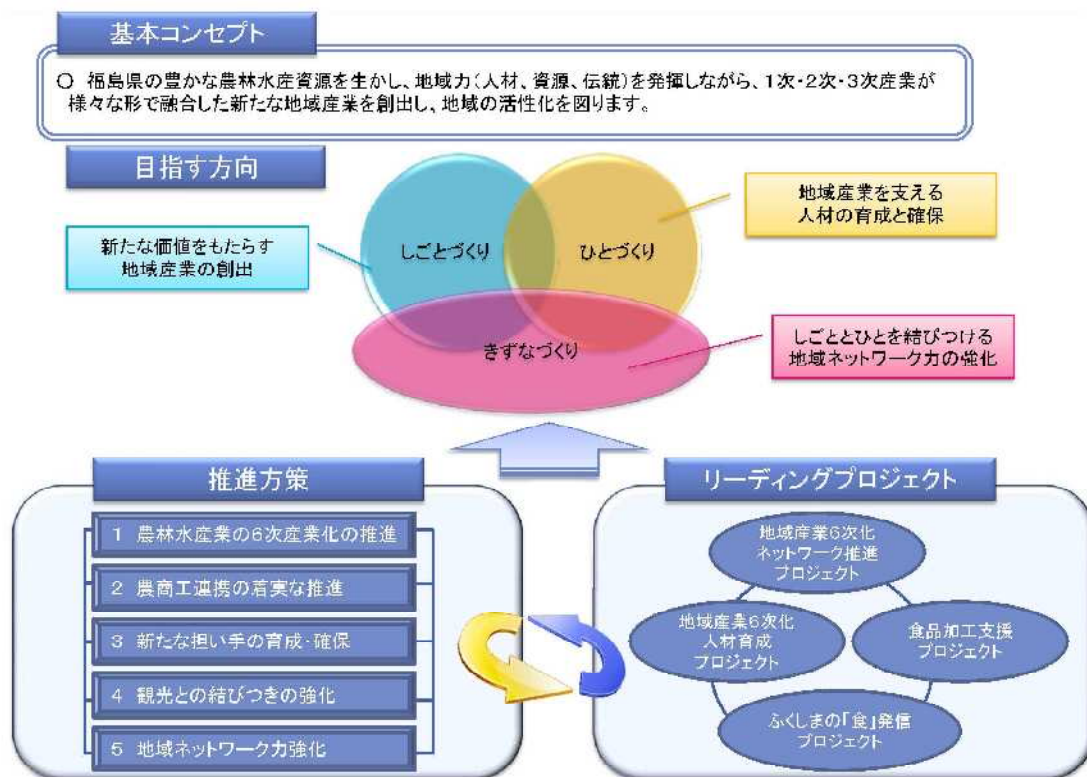 基本コンセプト
○ 福島県の豊かな農林水産資源を生かし、地域力(人材、資源、伝統)を発揮しながら、1次・2次・3次産業が
様々な形で融合した新たな地域産業を創出し、地域の活性化を図ります。
目指す方向
地域産業を支える
人材の育成と確保
新たな価値をもたらす
地域産業の創出
しごとづくり
ひとづくり
きずなづくり
しごととひとを結びつける
地域ネットワーク力の強化
推進方策
1 農林水産業の6次産業化の推進
2 農商工連携の着実な推進
3 新たな担い手の育成・確保
4 観光との結びつきの強化
5 地域ネットワーク力強化
リーディングプロジェクト
地域産業6次化
ネットワーク推進
プロジェクト
地域産業6次化
人材育成
プロジェクト
食品加工支援
プロジェクト
ふくしまの「食」発信
プロジェクト